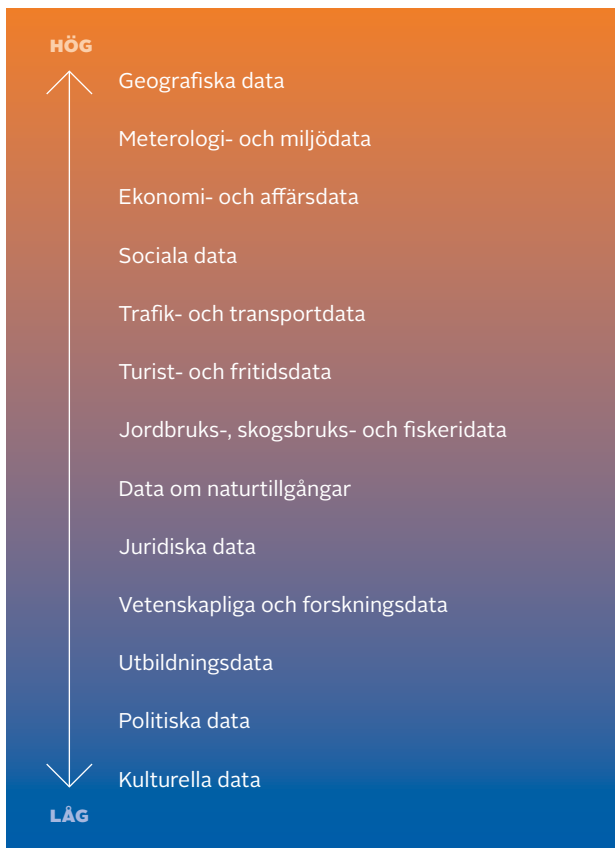 HÖG
Geografiska data
Meterologi- och miljödata
Ekonomi- och affärsdata
Sociala data
Trafik- och transportdata
Turist- och fritidsdata
Jordbruks-, skogsbruks- och fiskeridata
Data om naturtillgångar
Juridiska data
Vetenskapliga och forskningsdata
Utbildningsdata
Politiska data
Kulturella data
LÅG